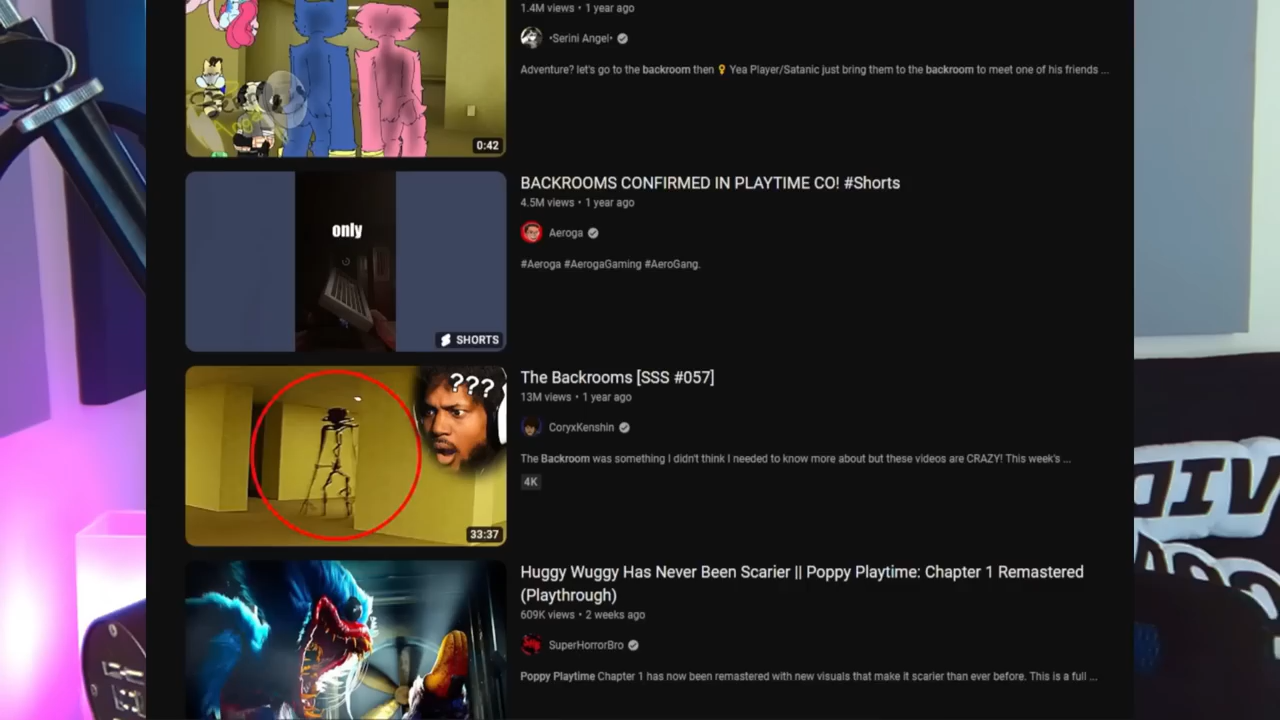 1.4M views • 1 year ago
•Serini Angel•
Adventure? let's go to the backroom then Yea Player/Satanic just bring them to the backroom to meet one of his friends ...
0:42
BACKROOMS CONFIRMED IN PLAYTIME CO! #Shorts
4.5M views • 1 year ago
only
Aeroga
#Aeroga #AerogaGaming #AeroGang.
SHORTS
The Backrooms [SSS #057]
???
13M views • 1 year ago
CoryxKenshin
The Backroom was something I didn't think I needed to know more about but these videos are CRAZY! This week's ...
4K
33:37
Huggy Wuggy Has Never Been Scarier || Poppy Playtime: Chapter 1 Remastered
(Playthrough)
609K views • 2 weeks ago
SuperHorrorBro
Poppy Playtime Chapter 1 has now been remastered with new visuals that make it scarier than ever before. This is a full ...